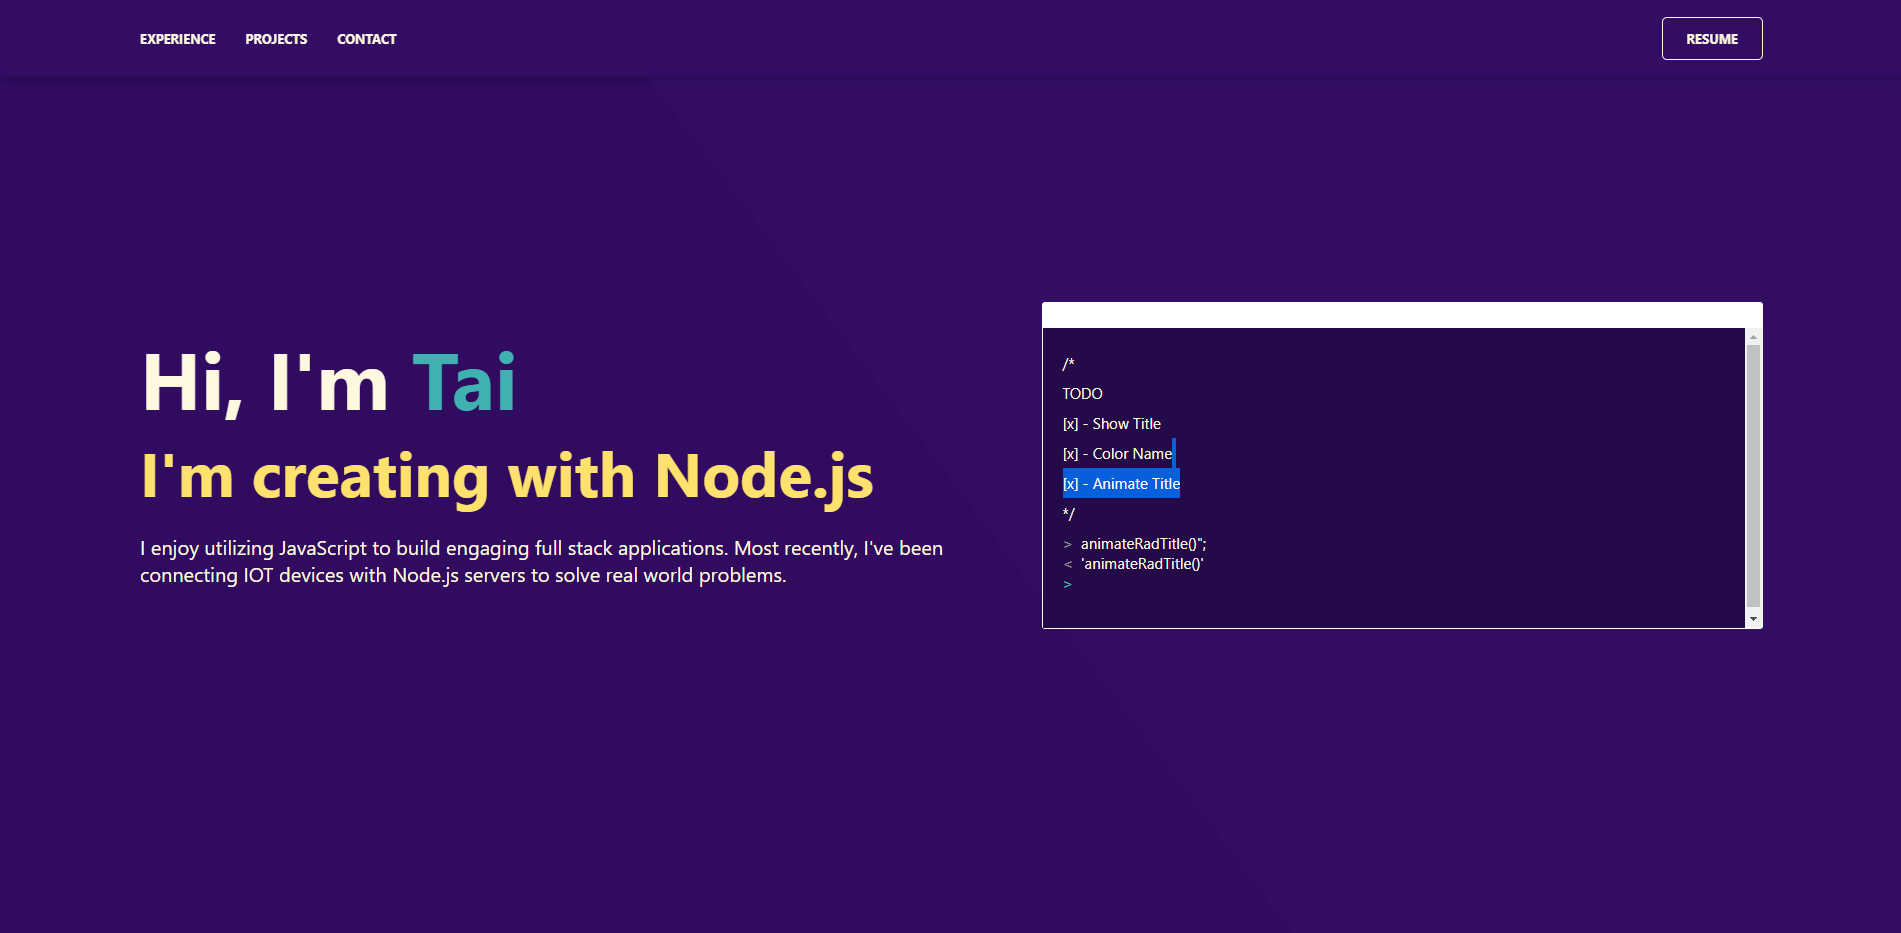 EXPERIENCE PROJECTS CONTACT RESUME
Hi, I'm Tai
I'm creating with Node.js
I enjoy utilizing JavaScript to build engaging full stack applications. Most recently, I've been
connecting IOT devices with Node.js servers to solve real world problems.
/*
TODO
[x] - Show Title
[x] - Color Name
[x] - Animate Title
*/
> animateRadTitle()";
< 'animateRadTitle()'
>